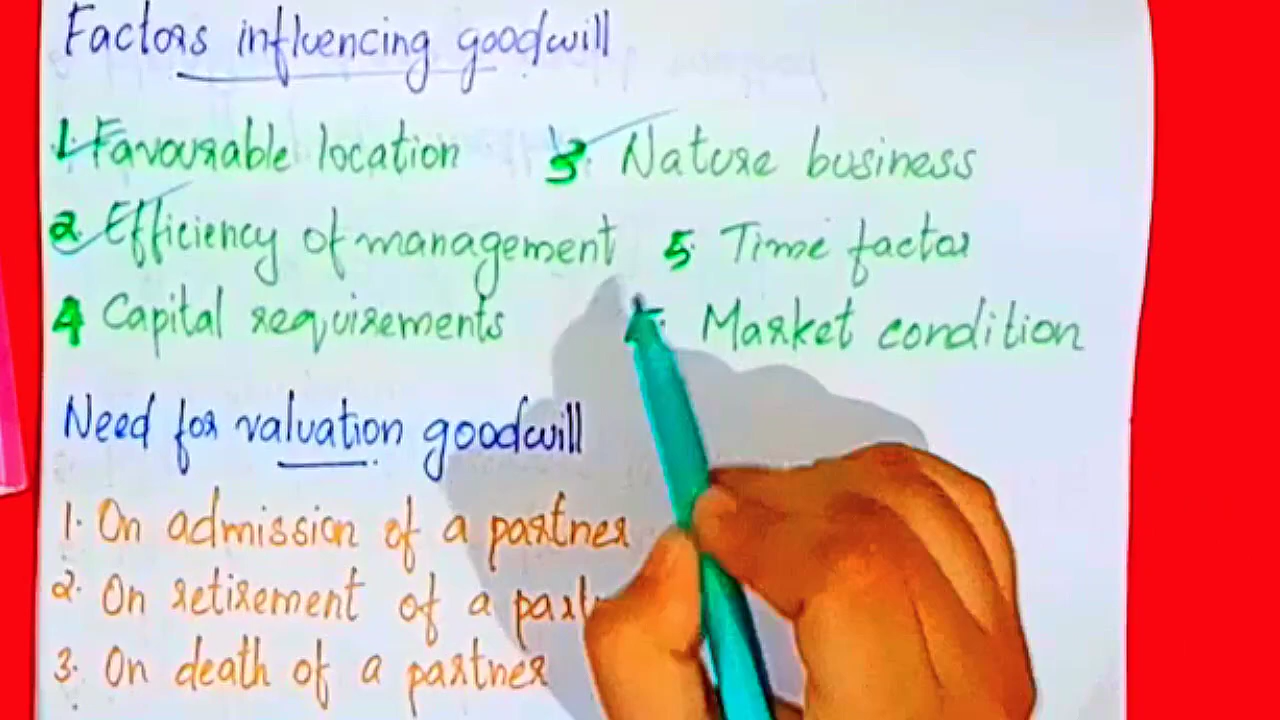 Factors influencing goodwill
1. Favourable location 3. Nature business
2. Efficiency of management 5. Time factor
4 Capital requirements Market condition
Need for valuation goodwill
1. On admission of a partner
2. On retirement of a
3. On death of a partner